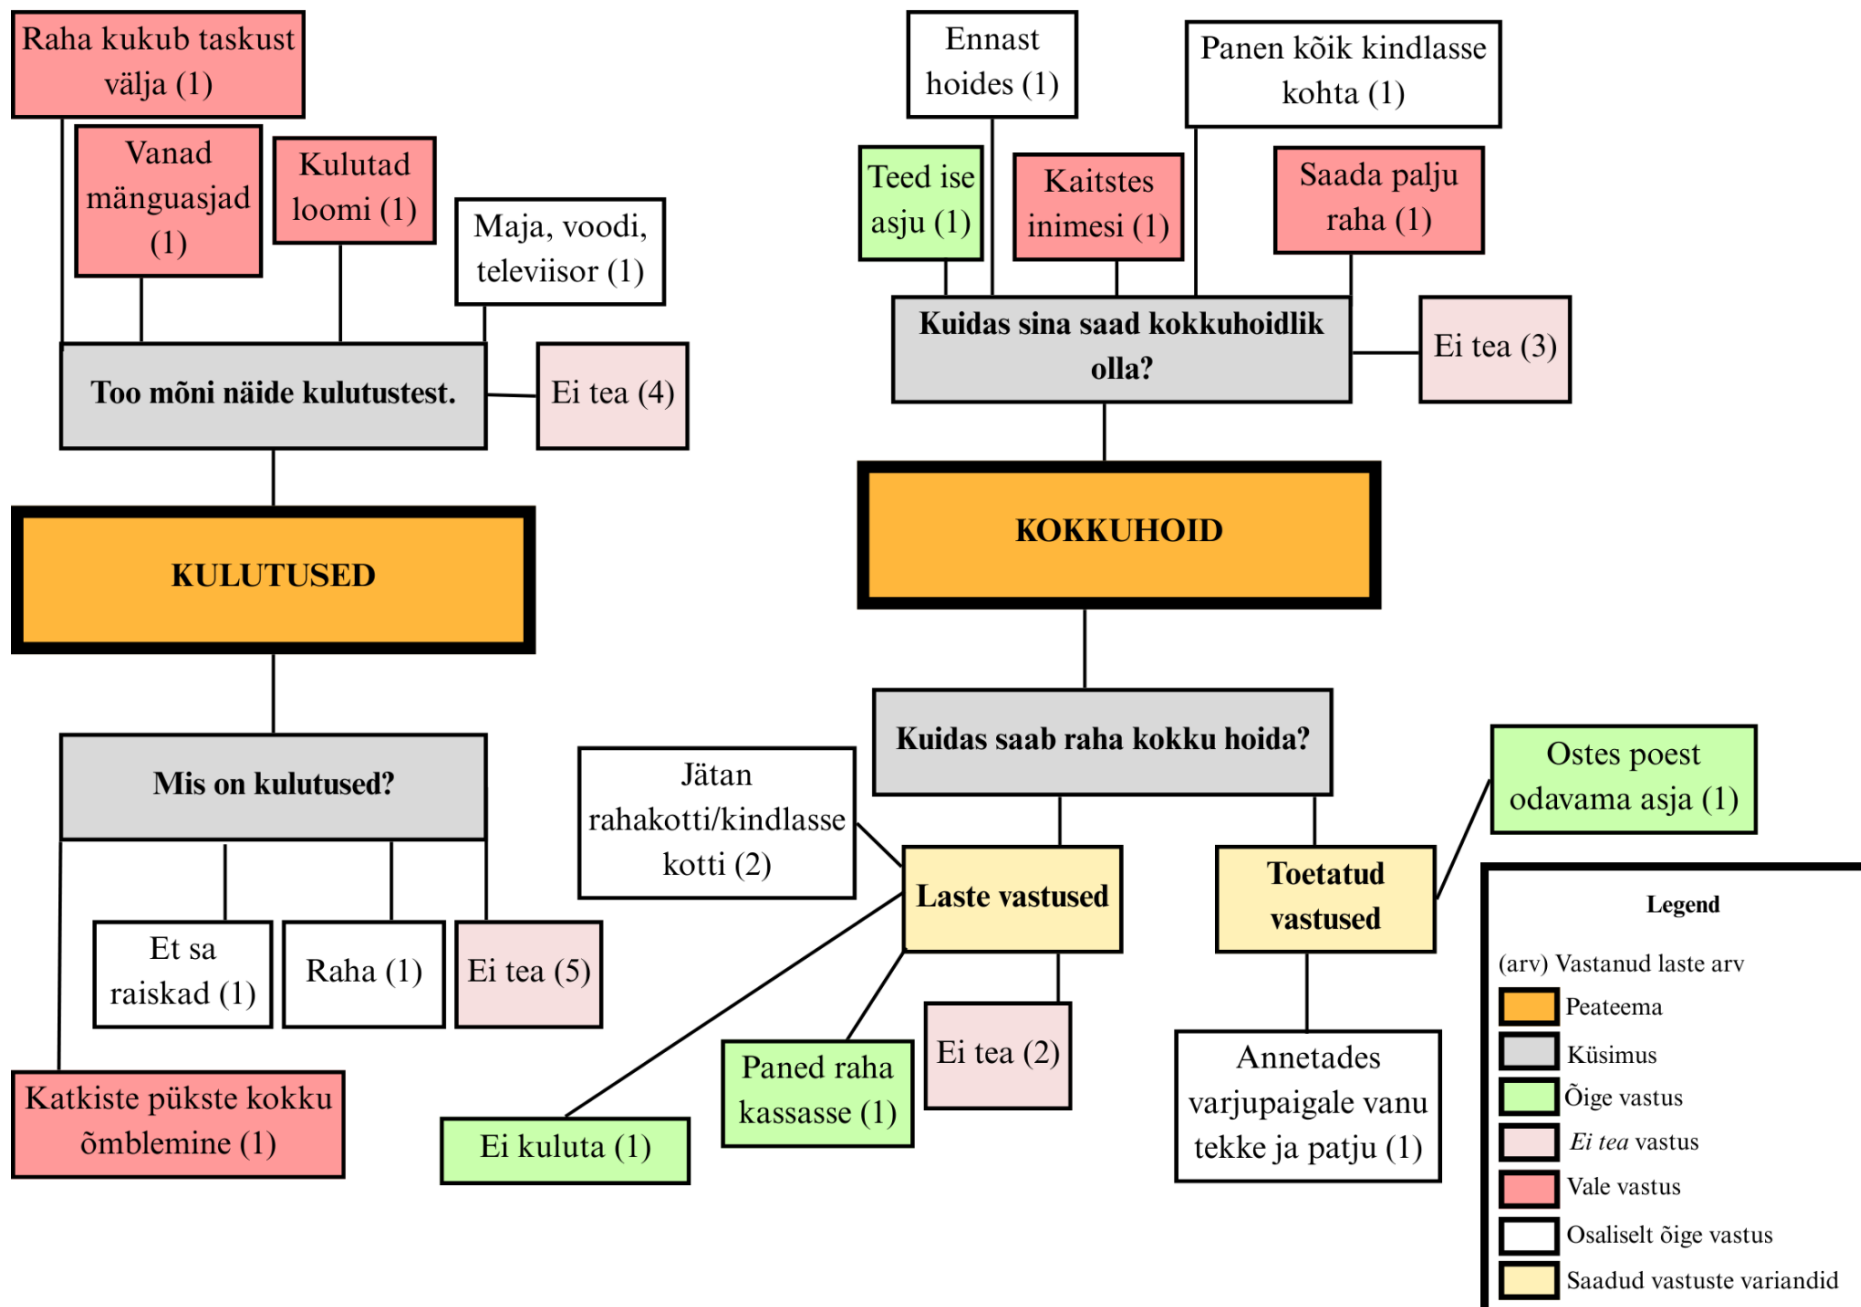 Raha kukub taskust
välja (1)
Vanad
mänguasjad
(1)
Kulutad
loomi (1)
Maja, voodi,
televiisor (1)
Too mõni näide kulutustest.
Ei tea (4)
KULUTUSED
Mis on kulutused?
Et sa
raiskad (1)
Raha (1)
Ei tea (5)
Katkiste pükste kokku
õmblemine (1)
Ennast
hoides (1)
Panen kõik kindlasse
kohta (1)
Teed ise
asju (1)
Kaitstes
inimesi (1)
Saada palju
raha (1)
Kuidas sina saad kokkuhoidlik
olla?
Ei tea (3)
KOKKUHOID
Kuidas saab raha kokku hoida?
Jätan
rahakotti/kindlasse
kotti (2)
Laste vastused
Toetatud
vastused
Ostes poest
odavama asja (1)
Ei kuluta (1)
Paned raha
kassasse (1)
Ei tea (2)
Annetades
varjupaigale vanu
tekke ja patju (1)
Legend
(arv) Vastanud laste arv
Peateema
Küsimus
Õige vastus
Ei tea vastus
Vale vastus
Osaliselt õige vastus
Saadud vastuste variandid